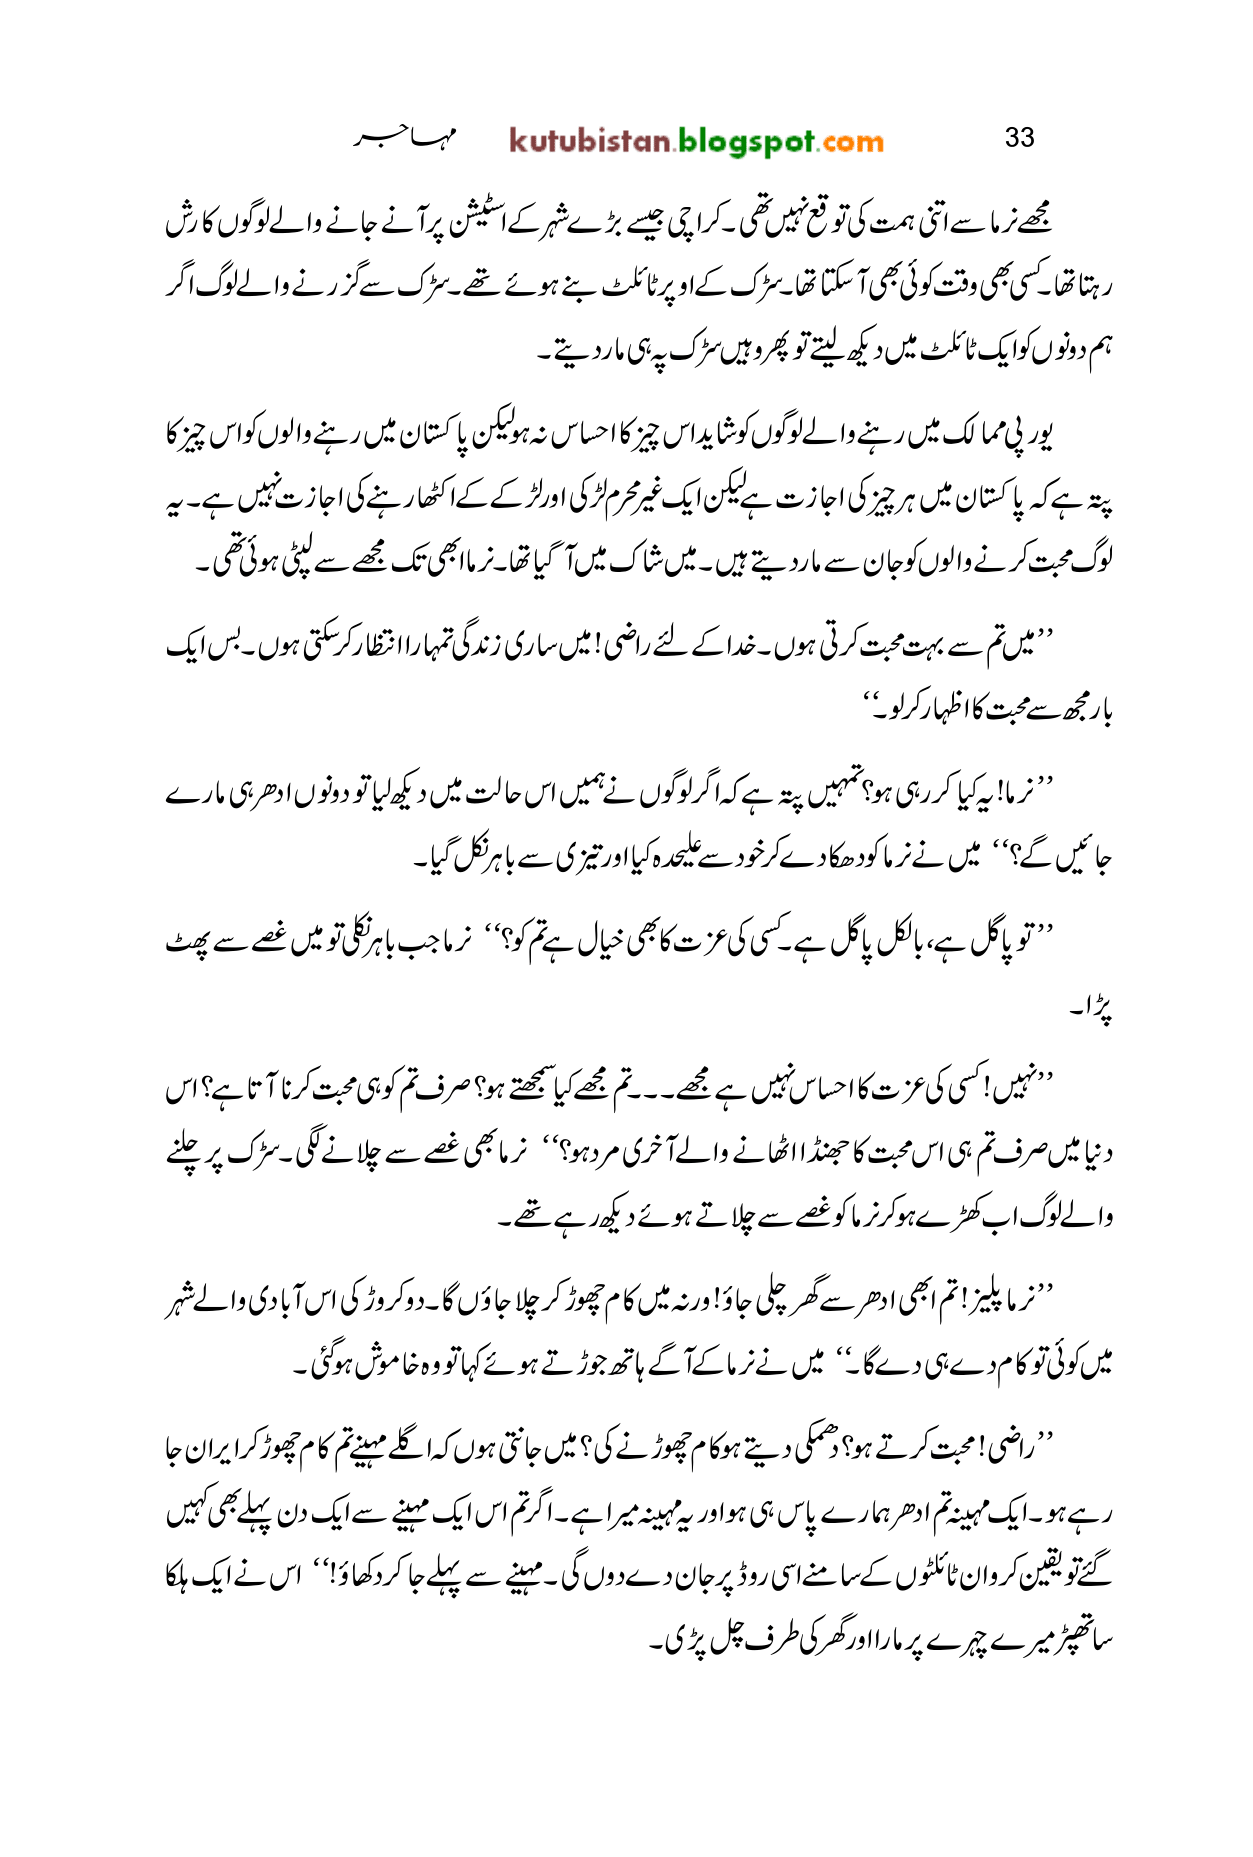 33 kutubistan.blogspot.com مہاجر
مجھے نرما سے اتنی ہمت کی توقع نہیں تھی۔ کراچی جیسے بڑے شہر کے اسٹیشن پر آنے جانے والے لوگوں کا رش
رہتا تھا۔ کسی بھی وقت کوئی بھی آ سکتا تھا۔ سڑک کے اوپر ٹائلٹ بنے ہوئے تھے۔ سڑک سے گزرنے والے لوگ اگر
ہم دونوں کو ایک ٹائلٹ میں دیکھ لیتے تو پھر وہیں سڑک پہ ہی مار دیتے۔
یورپی ممالک میں رہنے والے لوگوں کو شاید اس چیز کا احساس نہ ہو لیکن پاکستان میں رہنے والوں کو اس چیز کا
پتہ ہے کہ پاکستان میں ہر چیز کی اجازت ہے لیکن ایک غیر محرم لڑکی اور لڑکے کے اکٹھا رہنے کی اجازت نہیں ہے۔ یہ
لوگ محبت کرنے والوں کو جان سے مار دیتے ہیں۔ میں شاک میں آ گیا تھا۔ نرما ابھی تک مجھے سے لپٹی ہوئی تھی۔
’’میں تم سے بہت محبت کرتی ہوں۔ خدا کے لئے راضی! میں ساری زندگی تمہارا انتظار کر سکتی ہوں۔ بس ایک
بار مجھ سے محبت کا اظہار کر لو۔‘‘
’’نرما! یہ کیا کر رہی ہو؟ تمہیں پتہ ہے کہ اگر لوگوں نے ہمیں اس حالت میں دیکھ لیا تو دونوں ادھر ہی مارے
جائیں گے؟‘‘ میں نے نرما کو دھکا دے کر خود سے علیحدہ کیا اور تیزی سے باہر نکل گیا۔
’’تو پاگل ہے، بالکل پاگل ہے۔ کسی کی عزت کا بھی خیال ہے تم کو؟‘‘ نرما جب باہر نکلی تو میں غصے سے پھٹ
پڑا۔
’’نہیں! کسی کی عزت کا احساس نہیں ہے مجھے۔۔۔ تم مجھے کیا سمجھتے ہو؟ صرف تم کو ہی محبت کرنا آتا ہے؟ اس
دنیا میں صرف تم ہی اس محبت کا جھنڈا اٹھانے والے آخری مرد ہو؟‘‘ نرما بھی غصے سے چلانے لگی۔ سڑک پر چلنے
والے لوگ اب کھڑے ہو کر نرما کو غصے سے چلاتے ہوئے دیکھ رہے تھے۔
’’نرما پلیز! تم ابھی ادھر سے گھر چلی جاؤ! ورنہ میں کام چھوڑ کر چلا جاؤں گا۔ دو کروڑ کی اس آبادی والے شہر
میں کوئی تو کام دے ہی دے گا۔‘‘ میں نے نرما کے آگے ہاتھ جوڑتے ہوئے کہا تو وہ خاموش ہو گئی۔
’’راضی! محبت کرتے ہو؟ دھمکی دیتے ہو کام چھوڑنے کی؟ میں جانتی ہوں کہ اگلے مہینے تم کام چھوڑ کر ایران جا
رہے ہو۔ ایک مہینہ تم ادھر ہمارے پاس ہی ہو اور یہ مہینہ میرا ہے۔ اگر تم اس ایک مہینے سے ایک دن پہلے بھی کہیں
گئے تو یقین کرو ان ٹائلٹوں کے سامنے اسی روڈ پر جان دے دوں گی۔ مہینے سے پہلے جا کر دکھاؤ!‘‘ اس نے ایک ہلکا
سا تھپڑ میرے چہرے پر مارا اور گھر کی طرف چل پڑی۔